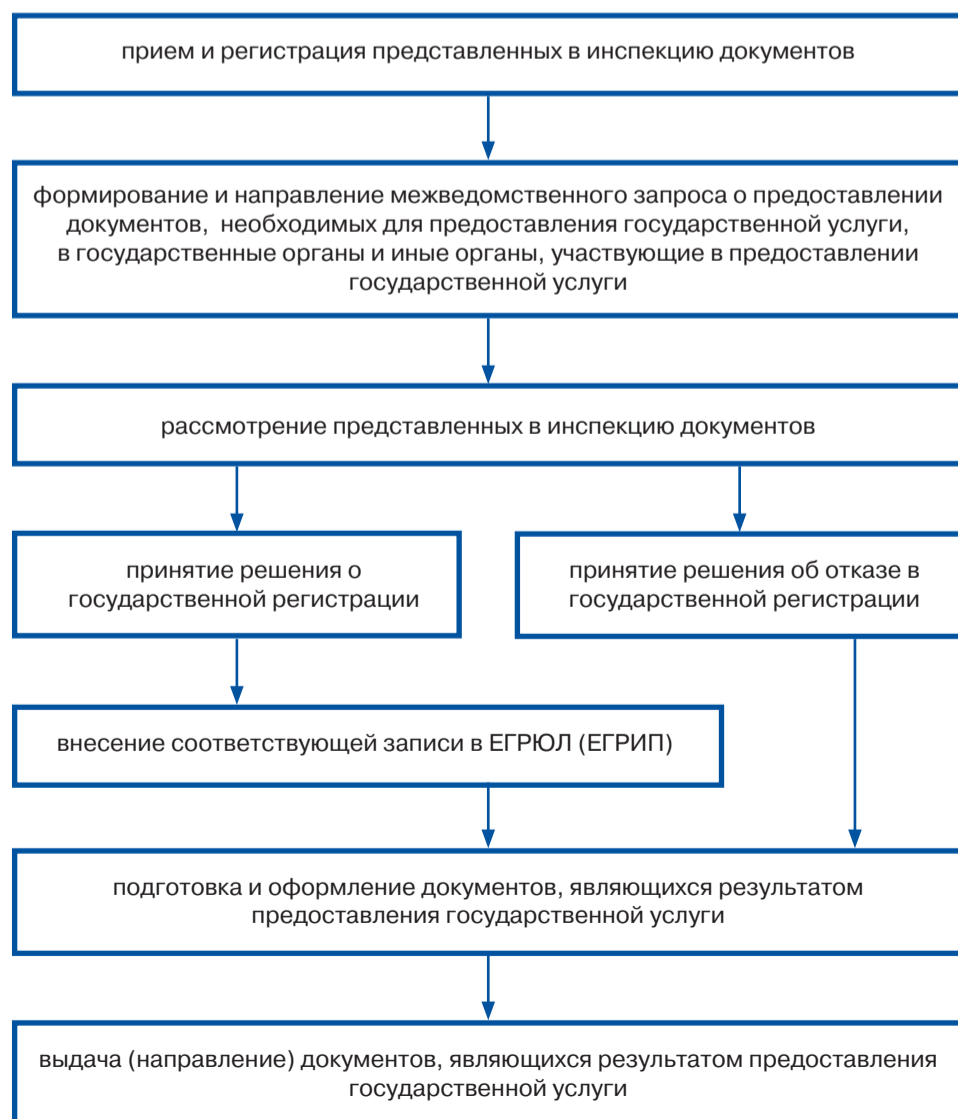 прием и регистрация представленных в инспекцию документов
формирование и направление межведомственного запроса о предоставлении
документов, необходимых для предоставления государственной услуги,
в государственные органы и иные органы, участвующие в предоставлении
государственной услуги
рассмотрение представленных в инспекцию документов
принятие решения о
государственной регистрации
принятие решения об отказе в
государственной регистрации
внесение соответствующей записи в ЕГРЮЛ (ЕГРИП)
подготовка и оформление документов, являющихся результатом
предоставления государственной услуги
выдача (направление) документов, являющихся результатом предоставления
государственной услуги